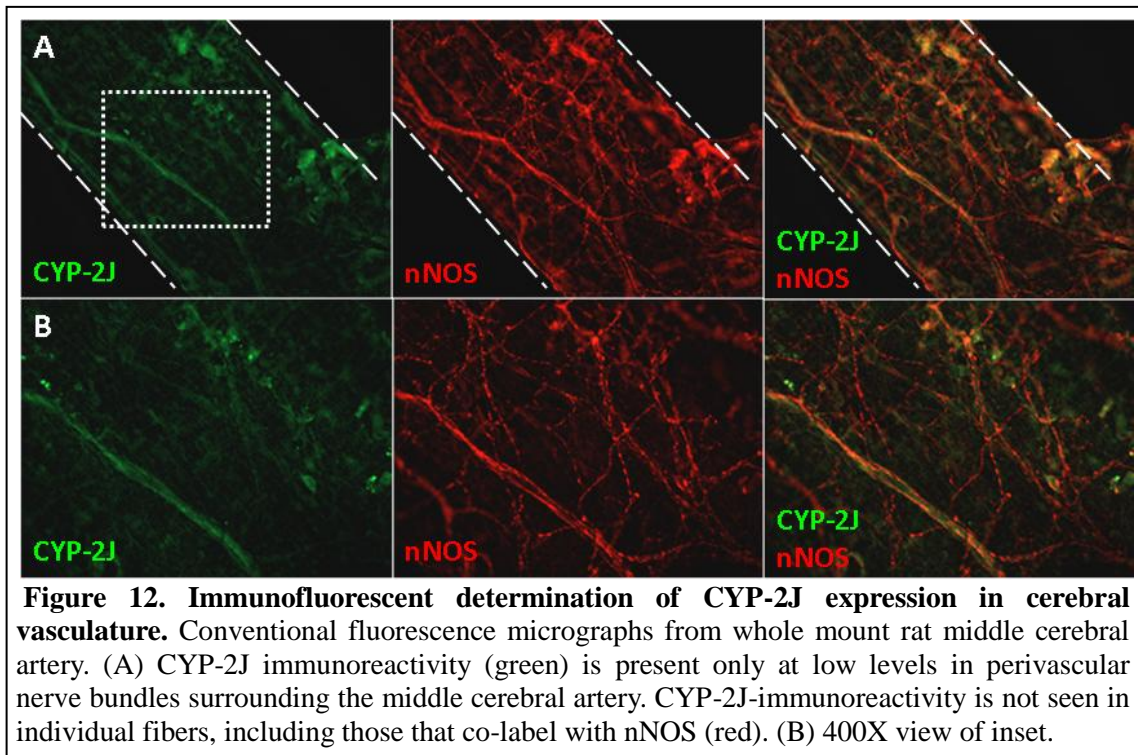 A
CYP-2J
nNOS
CYP-2J
nNOS
B
CYP-2J
nNOS
CYP-2J
nNOS
Figure 12. Immunofluorescent determination of CYP-2J expression in cerebral
vasculature. Conventional fluorescence micrographs from whole mount rat middle cerebral
artery. (A) CYP-2J immunoreactivity (green) is present only at low levels in perivascular
nerve bundles surrounding the middle cerebral artery. CYP-2J-immunoreactivity is not seen in
individual fibers, including those that co-label with nNOS (red). (B) 400X view of inset.